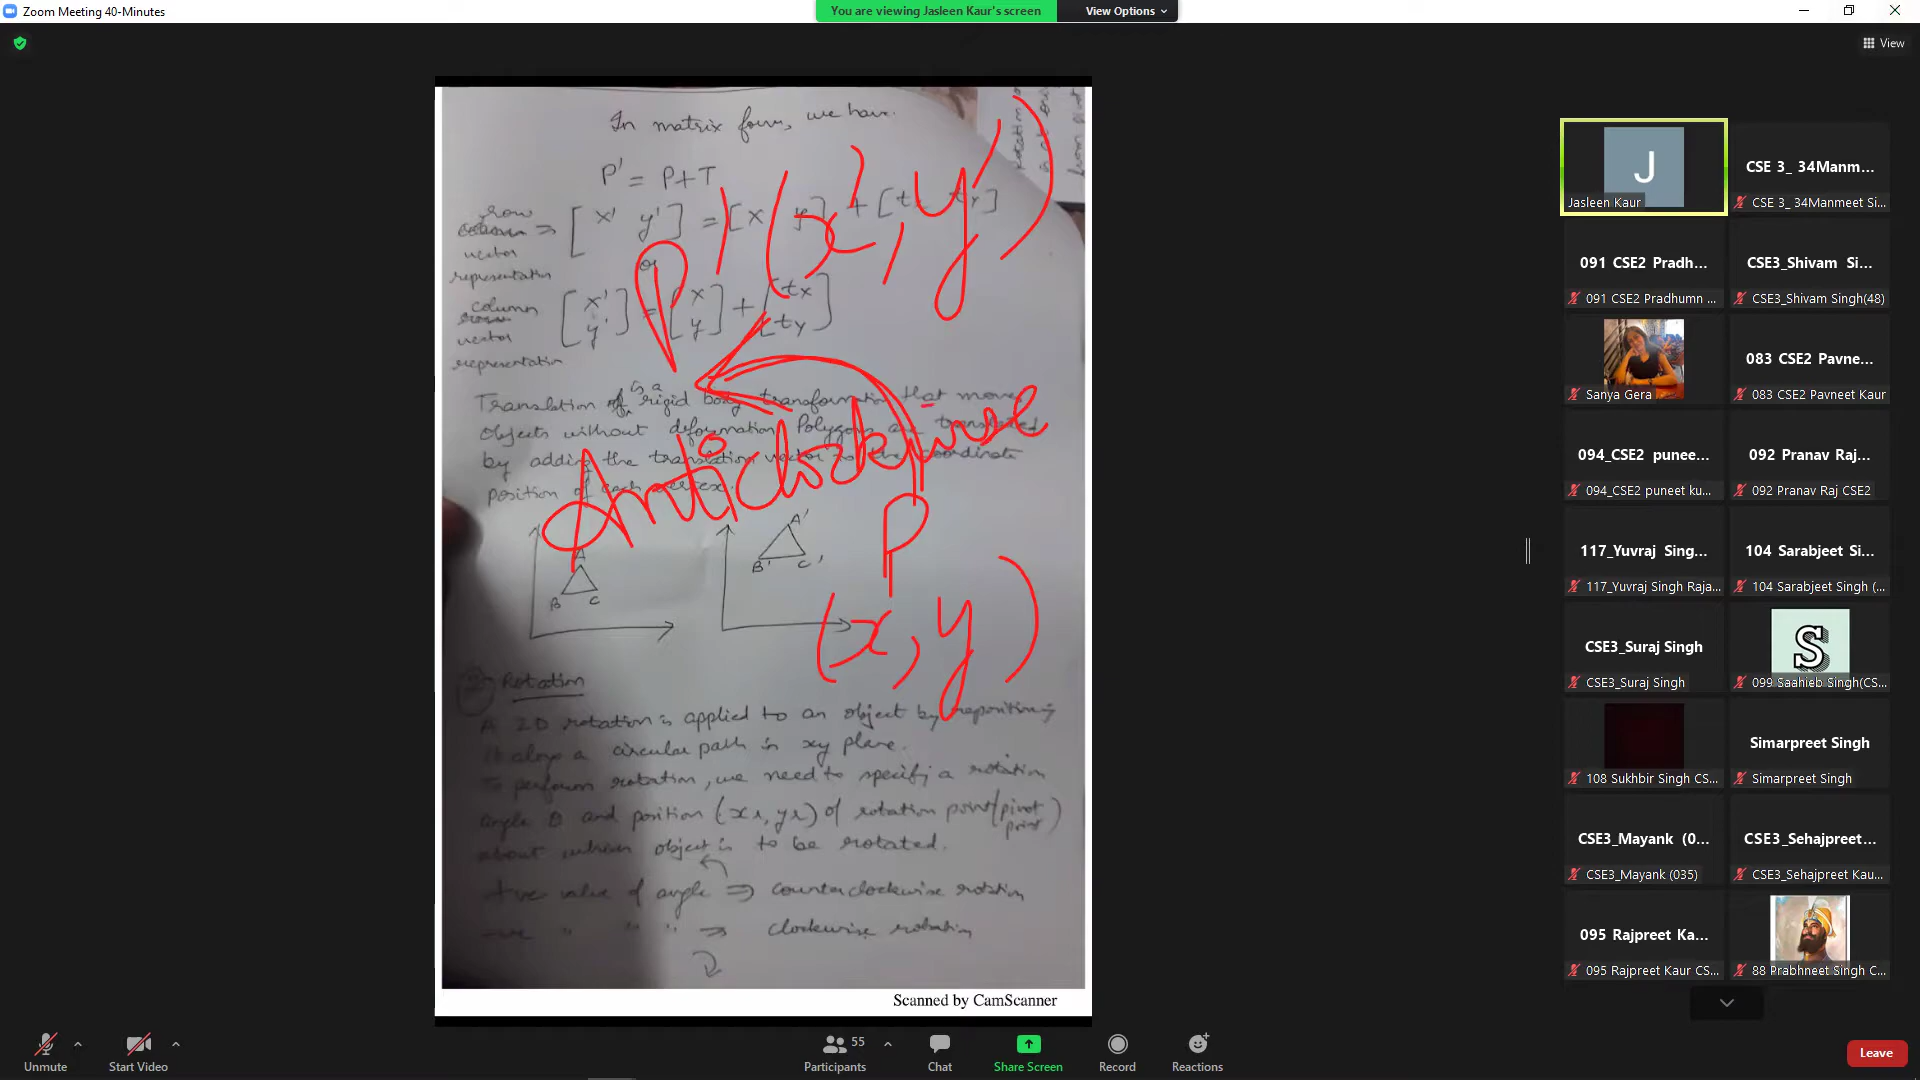 Zoom Meeting 40-Minutes
You are viewing Jasleen Kaur's screen
View Options
View
In matrix form, we have.
P' = P+T
row
vector
representation
⇒ [x' y'] = [x y] + [tx ty]
or
column
vector
representation
[x' y'] = [x y] + [tx ty]
Translation is a rigid body transformation that moves
objects without deformation. Polygons are translated
by adding the translation vector to the coordinate
position of each vertex.
P' (x', y')
Anticlockwise
P
(x, y)
A
B
C
A'
B'
C'
2 Rotation
A 2D rotation is applied to an object by repositioning
it along a circular path in xy plane.
To perform rotation, we need to specify a rotation
angle θ and position (xr, yr) of rotation point (pivot point)
about which object is to be rotated.
+ve value of angle ⇒ counterclockwise rotation
-ve " " " ⇒ clockwise rotation
Scanned by CamScanner
J
Jasleen Kaur
CSE 3_ 34Manm...
CSE 3_ 34Manmeet Si...
091 CSE2 Pradh...
091 CSE2 Pradhumn ...
CSE3_Shivam Si...
CSE3_Shivam Singh(48)
Sanya Gera
083 CSE2 Pavne...
083 CSE2 Pavneet Kaur
094_CSE2 punee...
094_CSE2 puneet ku...
092 Pranav Raj...
092 Pranav Raj CSE2
117_Yuvraj Sing...
117_Yuvraj Singh Raja...
104 Sarabjeet Si...
104 Sarabjeet Singh (...
CSE3_Suraj Singh
CSE3_Suraj Singh
S
099 Saahieb Singh(CS...
108 Sukhbir Singh CS...
Simarpreet Singh
Simarpreet Singh
CSE3_Mayank (0...
CSE3_Mayank (035)
CSE3_Sehajpreet...
CSE3_Sehajpreet Kau...
095 Rajpreet Ka...
095 Rajpreet Kaur CS...
88 Prabhneet Singh C...
Unmute
Start Video
55
Participants
Chat
Share Screen
Record
Reactions
Leave